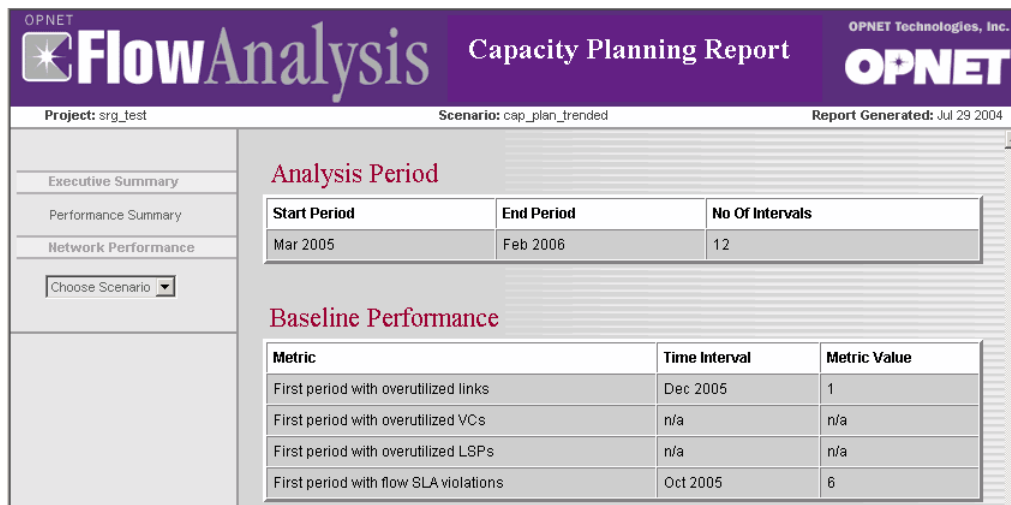 OPNET
FlowAnalysis
Capacity Planning Report
OPNET Technologies, Inc.
OPNET
Project: srg_test
Scenario: cap_plan_trended
Report Generated: Jul 29 2004
Executive Summary
Performance Summary
Network Performance
Choose Scenario
Analysis Period
Start Period End Period No Of Intervals
Mar 2005 Feb 2006 12
Baseline Performance
Metric Time Interval Metric Value
First period with overutilized links Dec 2005 1
First period with overutilized VCs n/a n/a
First period with overutilized LSPs n/a n/a
First period with flow SLA violations Oct 2005 6